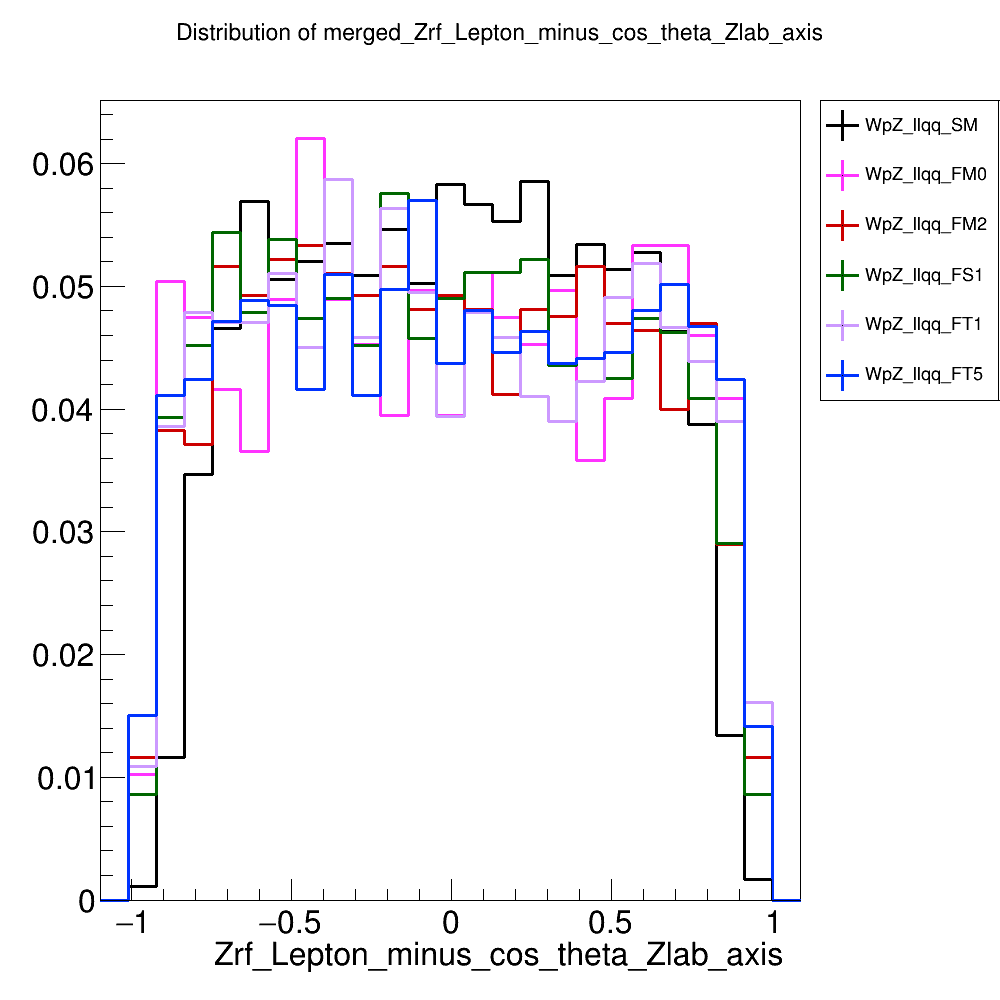 Distribution of merged_Zrf_Lepton_minus_cos_theta_Zlab_axis
WpZ_llqq_SM
WpZ_llqq_FM0
WpZ_llqq_FM2
WpZ_llqq_FS1
WpZ_llqq_FT1
WpZ_llqq_FT5
0.06
0.05
0.04
0.03
0.02
0.01
0
−1 −0.5 0 0.5 1
Zrf_Lepton_minus_cos_theta_Zlab_axis